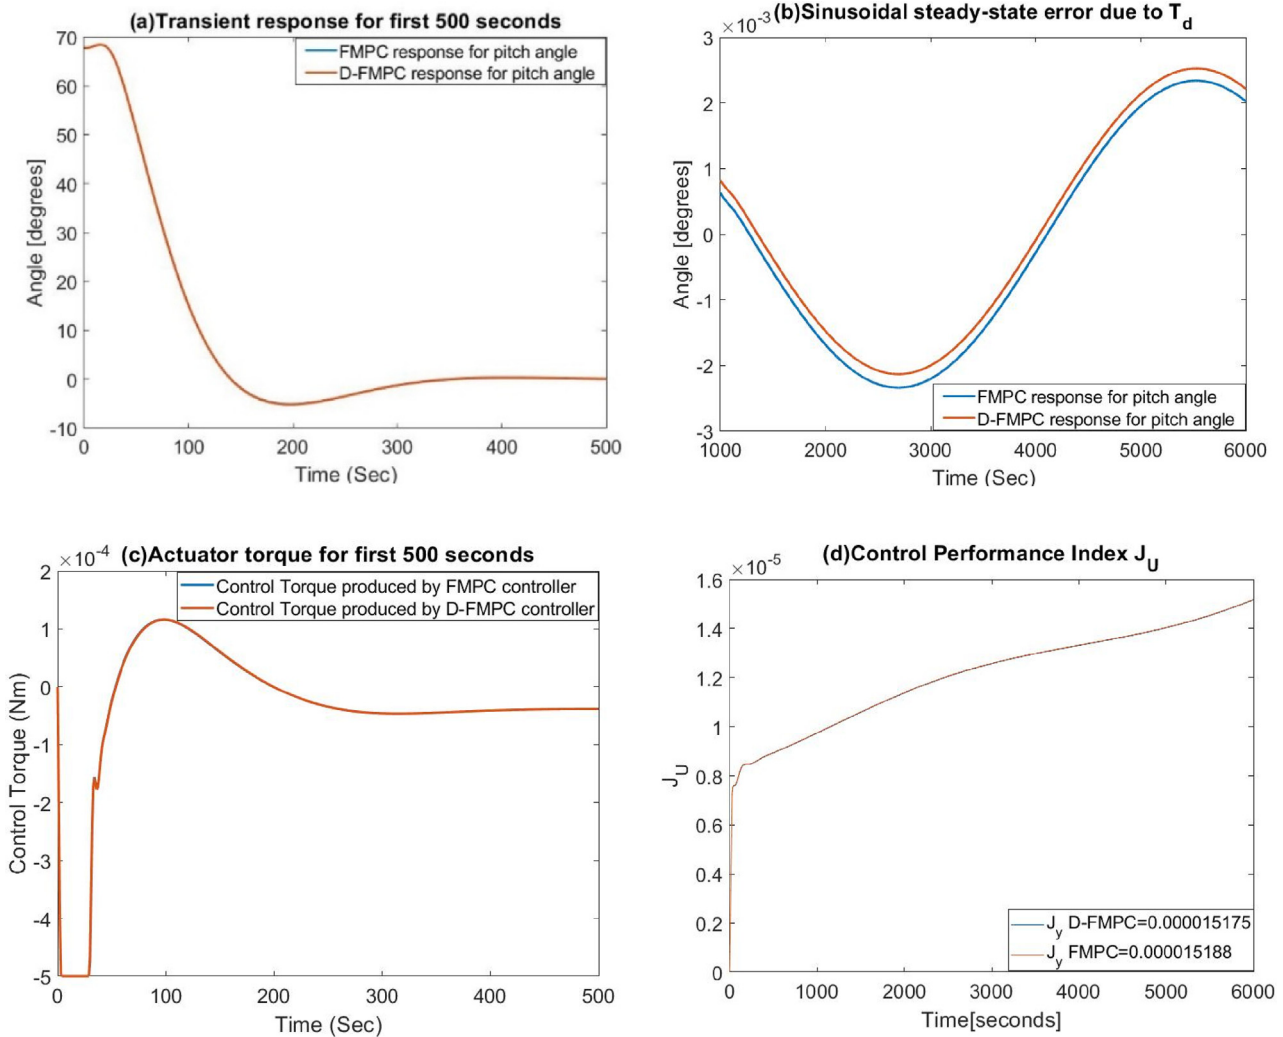 (a)Transient response for first 500 seconds
70
60
50
40
30
20
10
0
-10
Angle [degrees]
FMPC response for pitch angle
D-FMPC response for pitch angle
0 100 200 300 400 500
Time (Sec)
(b)Sinusoidal steady-state error due to T_d
×10^-3
3
2
1
0
-1
-2
-3
Angle [degrees]
FMPC response for pitch angle
D-FMPC response for pitch angle
1000 2000 3000 4000 5000 6000
Time (Sec)
(c)Actuator torque for first 500 seconds
×10^-4
2
1
0
-1
-2
-3
-4
-5
Control Torque (Nm)
Control Torque produced by FMPC controller
Control Torque produced by D-FMPC controller
0 100 200 300 400 500
Time (Sec)
(d)Control Performance Index J_U
×10^-5
1.6
1.4
1.2
1
0.8
0.6
0.4
0.2
0
J_U
J_y D-FMPC=0.000015175
J_y FMPC=0.000015188
0 1000 2000 3000 4000 5000 6000
Time[seconds]